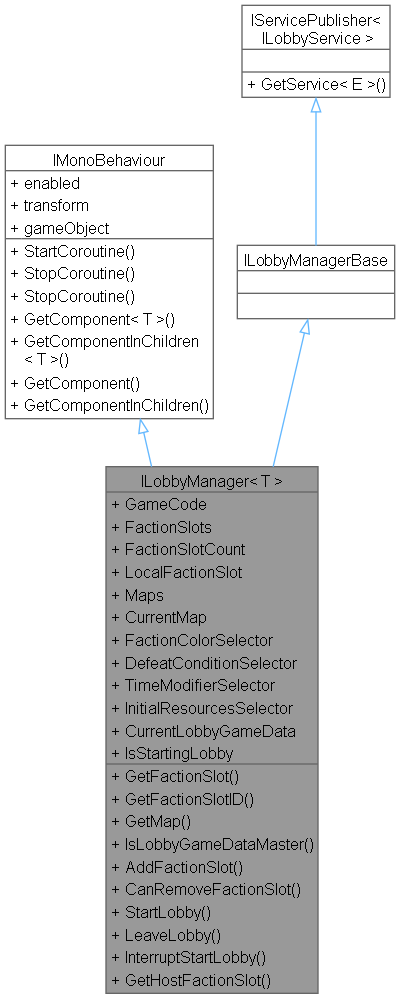 IServicePublisher<
ILobbyService >
+ GetService< E >()
IMonoBehaviour
+ enabled
+ transform
+ gameObject
+ StartCoroutine()
+ StopCoroutine()
+ StopCoroutine()
+ GetComponent< T >()
+ GetComponentInChildren
< T >()
+ GetComponent()
+ GetComponentInChildren()
ILobbyManagerBase
ILobbyManager< T >
+ GameCode
+ FactionSlots
+ FactionSlotCount
+ LocalFactionSlot
+ Maps
+ CurrentMap
+ FactionColorSelector
+ DefeatConditionSelector
+ TimeModifierSelector
+ InitialResourcesSelector
+ CurrentLobbyGameData
+ IsStartingLobby
+ GetFactionSlot()
+ GetFactionSlotID()
+ GetMap()
+ IsLobbyGameDataMaster()
+ AddFactionSlot()
+ CanRemoveFactionSlot()
+ StartLobby()
+ LeaveLobby()
+ InterruptStartLobby()
+ GetHostFactionSlot()